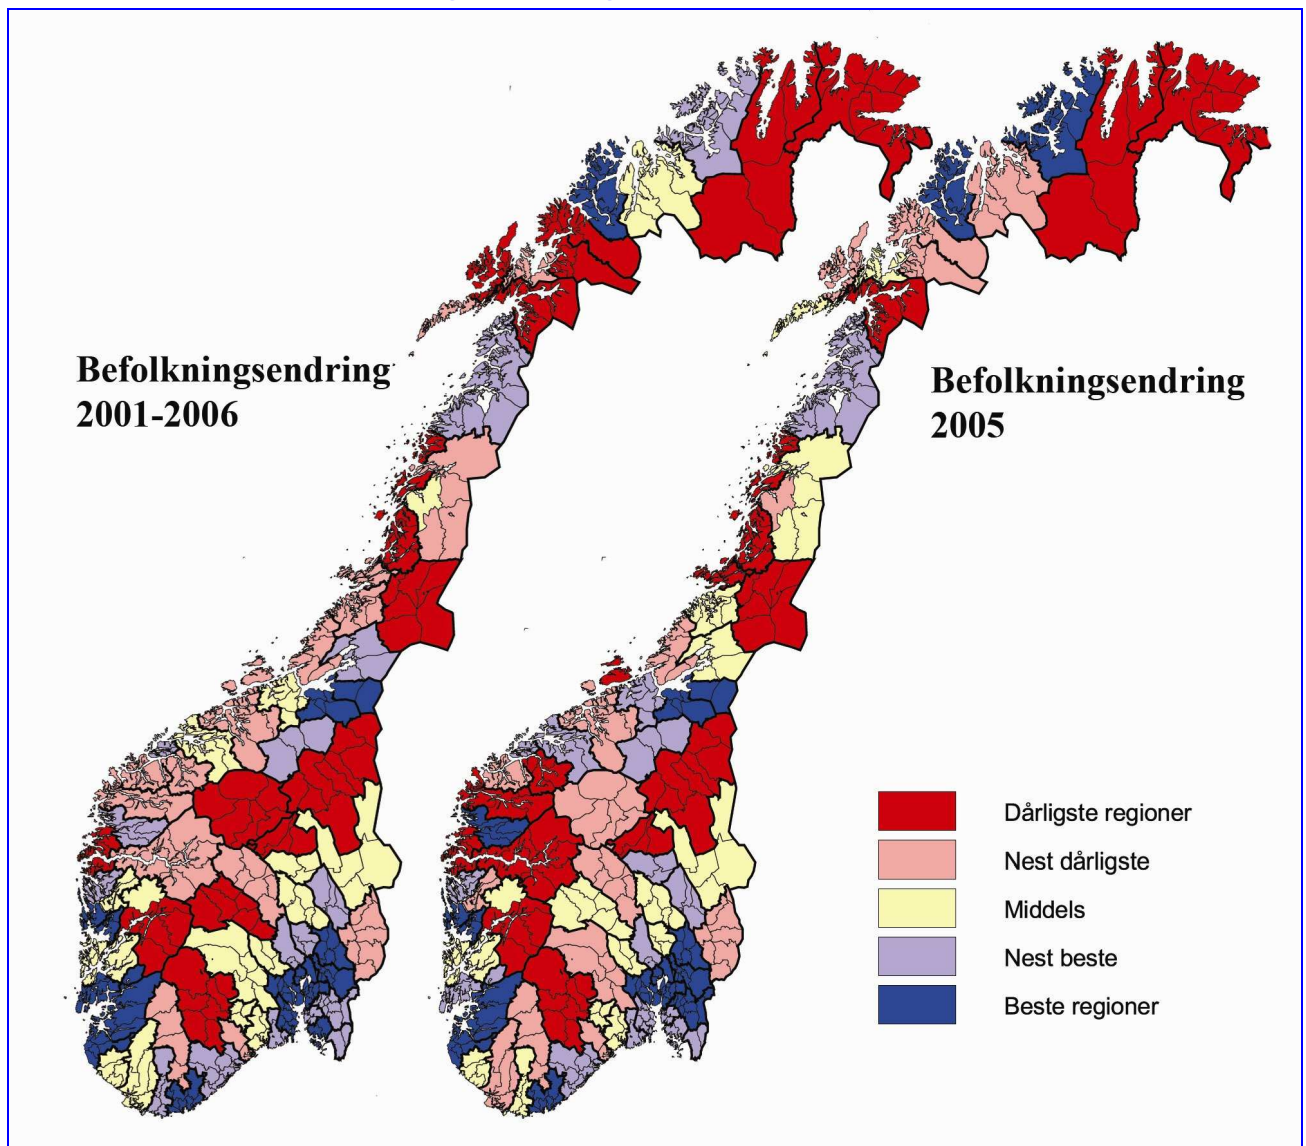 Befolkningsendring
2001-2006
Befolkningsendring
2005
Dårligste regioner
Nest dårligste
Middels
Nest beste
Beste regioner